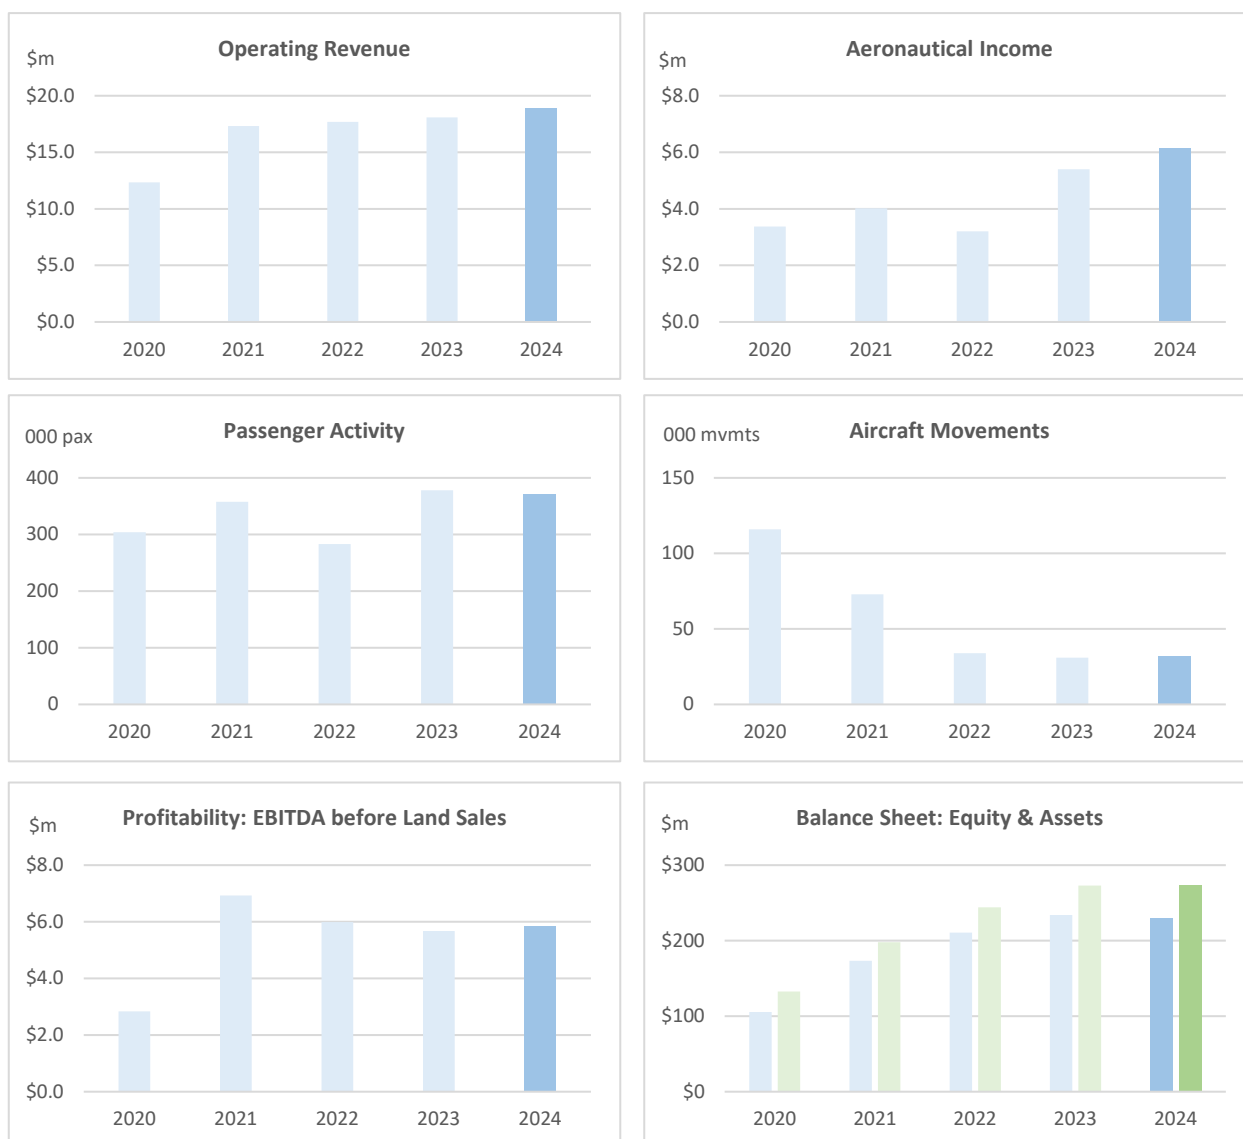 Operating Revenue
$m
$20.0
$15.0
$10.0
$5.0
$0.0
2020 2021 2022 2023 2024
Aeronautical Income
$m
$8.0
$6.0
$4.0
$2.0
$0.0
2020 2021 2022 2023 2024
Passenger Activity
000 pax
400
300
200
100
0
2020 2021 2022 2023 2024
Aircraft Movements
000 mvmts
150
100
50
0
2020 2021 2022 2023 2024
Profitability: EBITDA before Land Sales
$m
$8.0
$6.0
$4.0
$2.0
$0.0
2020 2021 2022 2023 2024
Balance Sheet: Equity & Assets
$m
$300
$200
$100
$0
2020 2021 2022 2023 2024